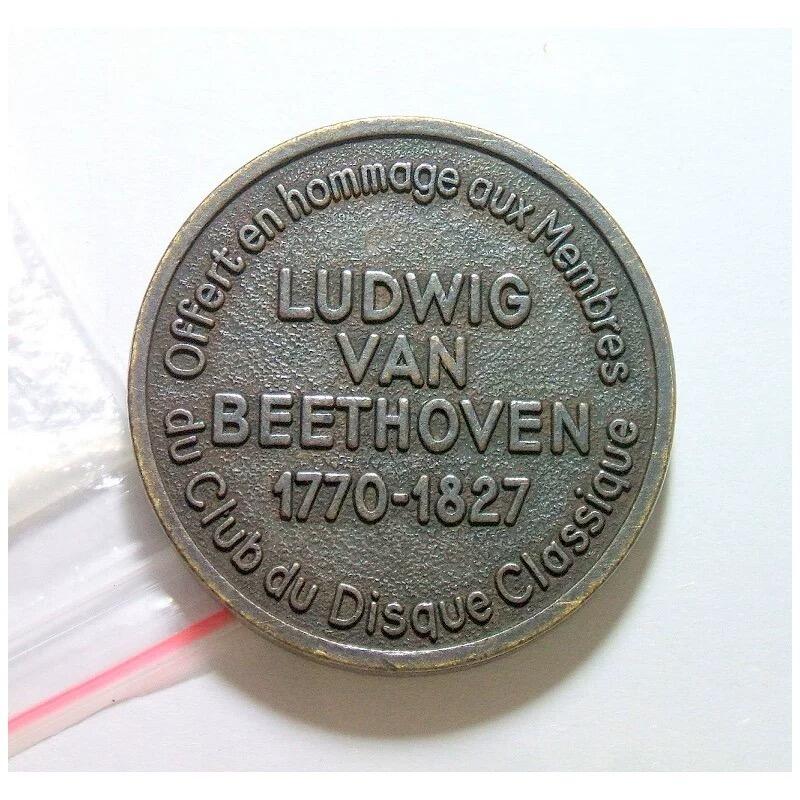 Offert en hommage aux Membres
LUDWIG
VAN
BEETHOVEN
1770-1827
du Club du Disque Classique